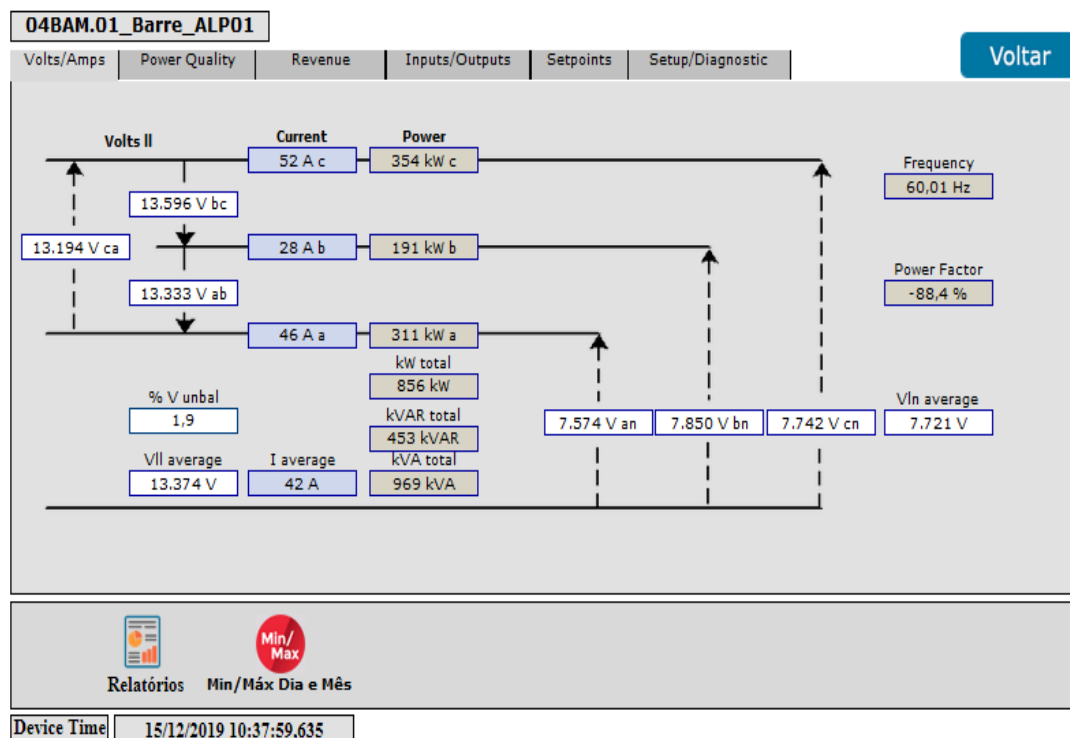 04BAM.01_Barre_ALP01
Voltar
Volts/Amps Power Quality Revenue Inputs/Outputs Setpoints Setup/Diagnostic
Volts ll Current Power
52 A c 354 kW c
Frequency
60,01 Hz
13.596 V bc
13.194 V ca 28 A b 191 kW b
Power Factor
-88,4 %
13.333 V ab
46 A a 311 kW a
kW total
856 kW
% V unbal
1,9
kVAR total
453 kVAR
7.574 V an 7.850 V bn 7.742 V cn
Vln average
7.721 V
Vll average I average kVA total
13.374 V 42 A 969 kVA
Min/
Max
Relatórios Min/Máx Dia e Mês
Device Time 15/12/2019 10:37:59,635